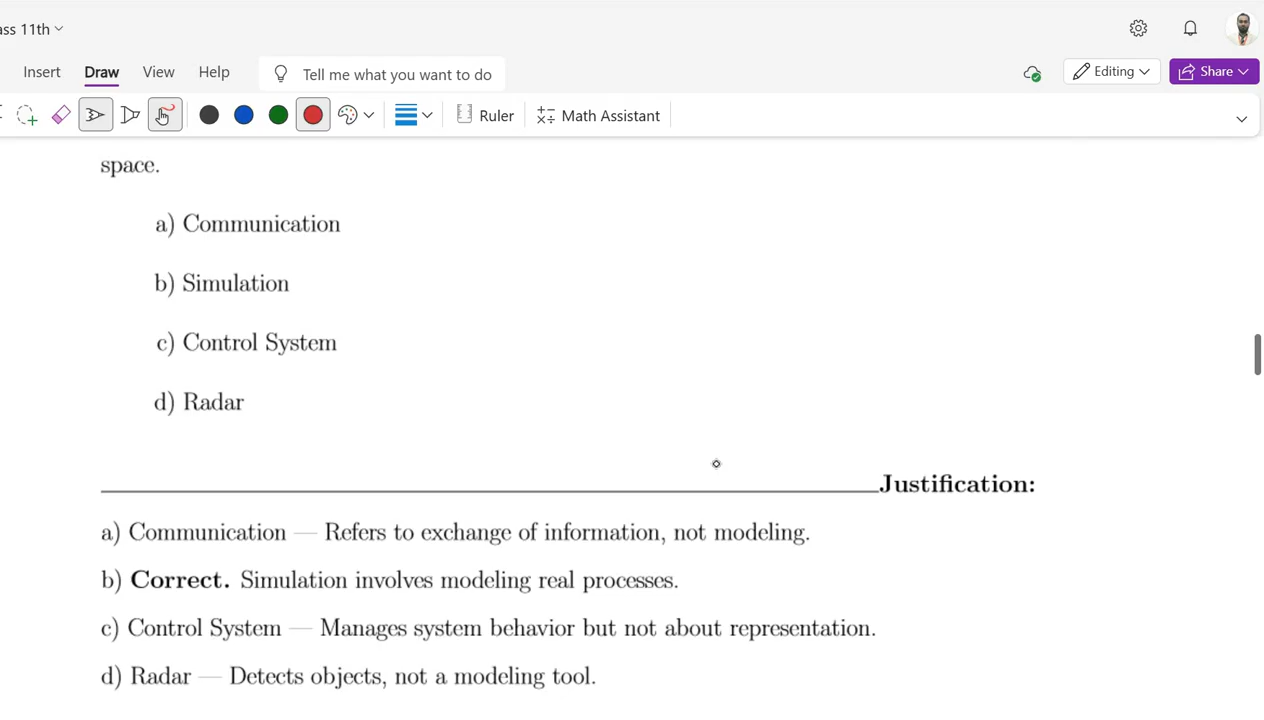 ass 11th
Insert Draw View Help Tell me what you want to do Editing Share
Ruler Math Assistant
space.
a) Communication
b) Simulation
c) Control System
d) Radar
Justification:
a) Communication — Refers to exchange of information, not modeling.
b) Correct. Simulation involves modeling real processes.
c) Control System — Manages system behavior but not about representation.
d) Radar — Detects objects, not a modeling tool.